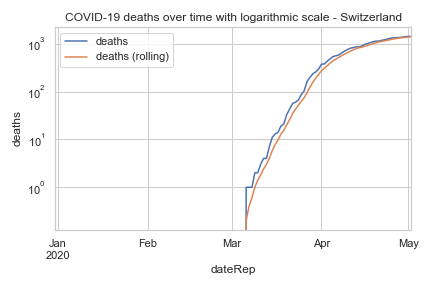 COVID-19 deaths over time with logarithmic scale - Switzerland
deaths
deaths (rolling)
10³
10²
10¹
10⁰
deaths
Jan
2020
Feb
Mar
Apr
May
dateRep